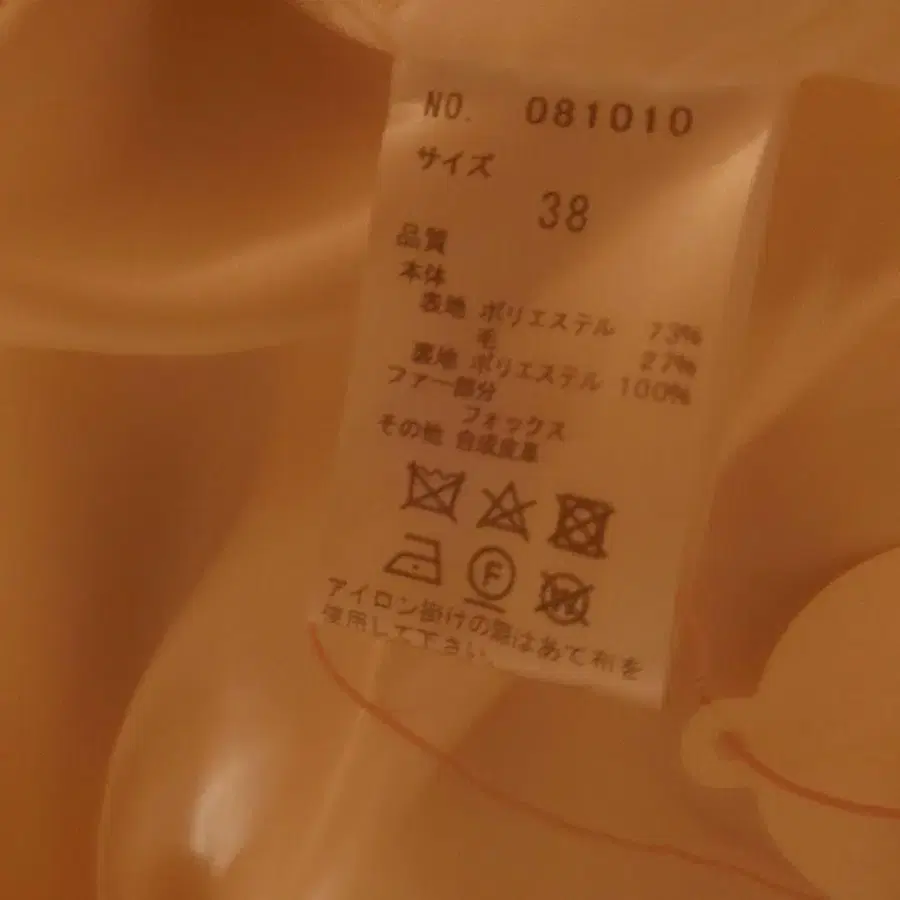 NO. 081010
サイズ
38
品質
本体
表地 ポリエステル 73%
毛 27%
裏地 ポリエステル 100%
ファー部分
フォックス
その他 合成皮革
F
W
アイロン掛けの際はあて布を
使用して下さい